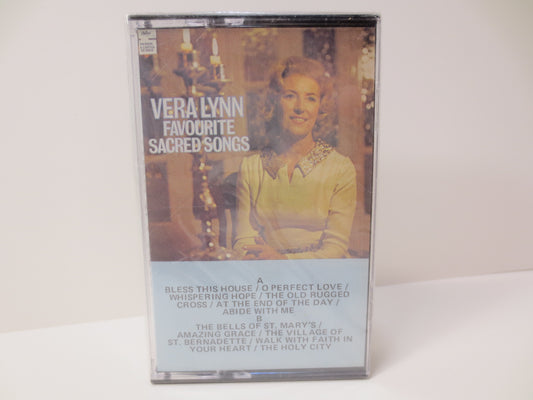 VERA LYNN
FAVOURITE
SACRED SONGS
A
BLESS THIS HOUSE / O PERFECT LOVE /
WHISPERING HOPE / THE OLD RUGGED
CROSS / AT THE END OF THE DAY /
ABIDE WITH ME
B
THE BELLS OF ST. MARY'S /
AMAZING GRACE / THE VILLAGE OF
ST. BERNADETTE / WALK WITH FAITH IN
YOUR HEART / THE HOLY CITY